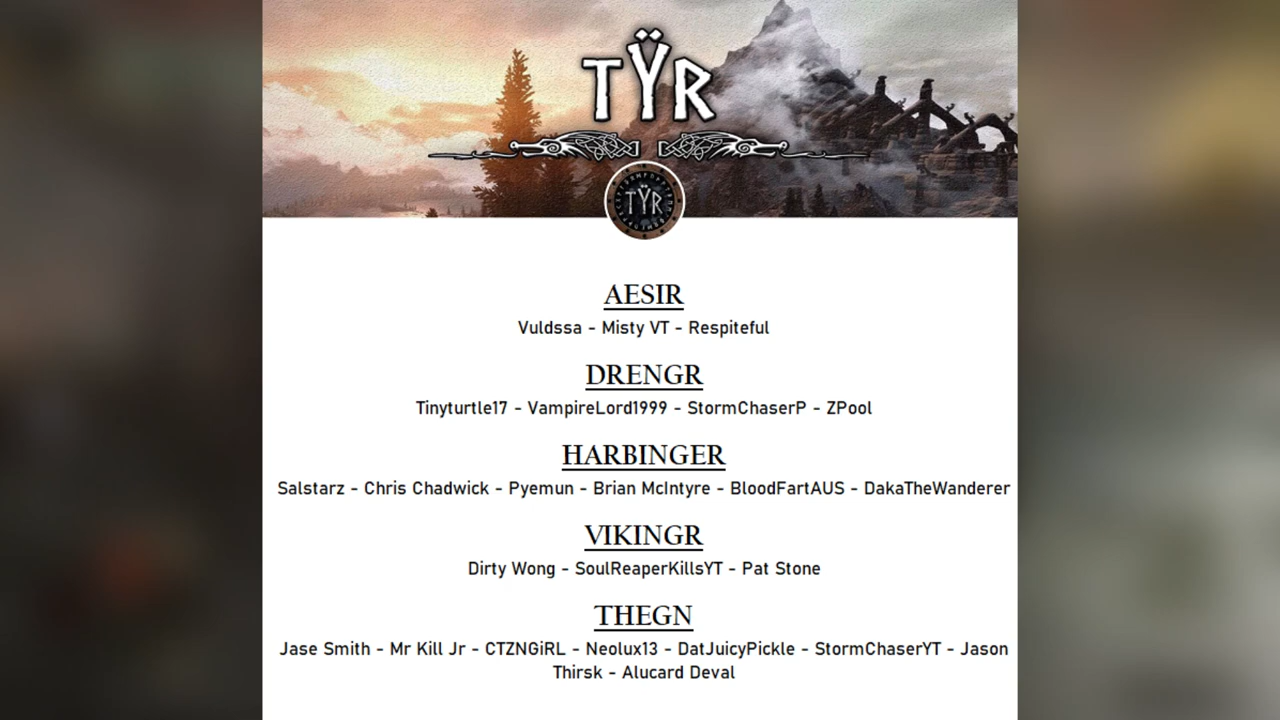 TŸR
TŸR
AESIR
Vuldssa - Misty VT - Respiteful
DRENGR
Tinyturtle17 - VampireLord1999 - StormChaserP - ZPool
HARBINGER
Salstarz - Chris Chadwick - Pyemun - Brian McIntyre - BloodFartAUS - DakaTheWanderer
VIKINGR
Dirty Wong - SoulReaperKillsYT - Pat Stone
THEGN
Jase Smith - Mr Kill Jr - CTZNGiRL - Neolux13 - DatJuicyPickle - StormChaserYT - Jason
Thirsk - Alucard Deval